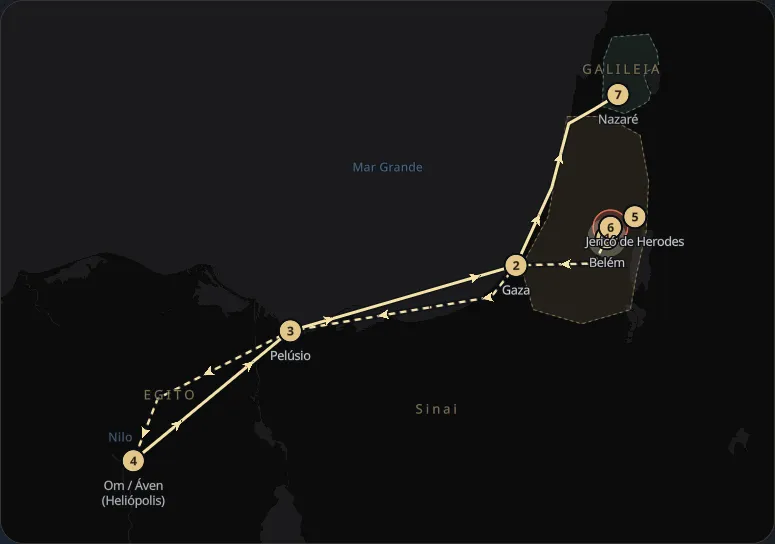 GALILEIA
7
Nazaré
Mar Grande
5
6
Jericó de Herodes
Belém
2
Gaza
3
Pelúsio
EGITO
Sinai
Nilo
4
Om / Áven
(Heliópolis)